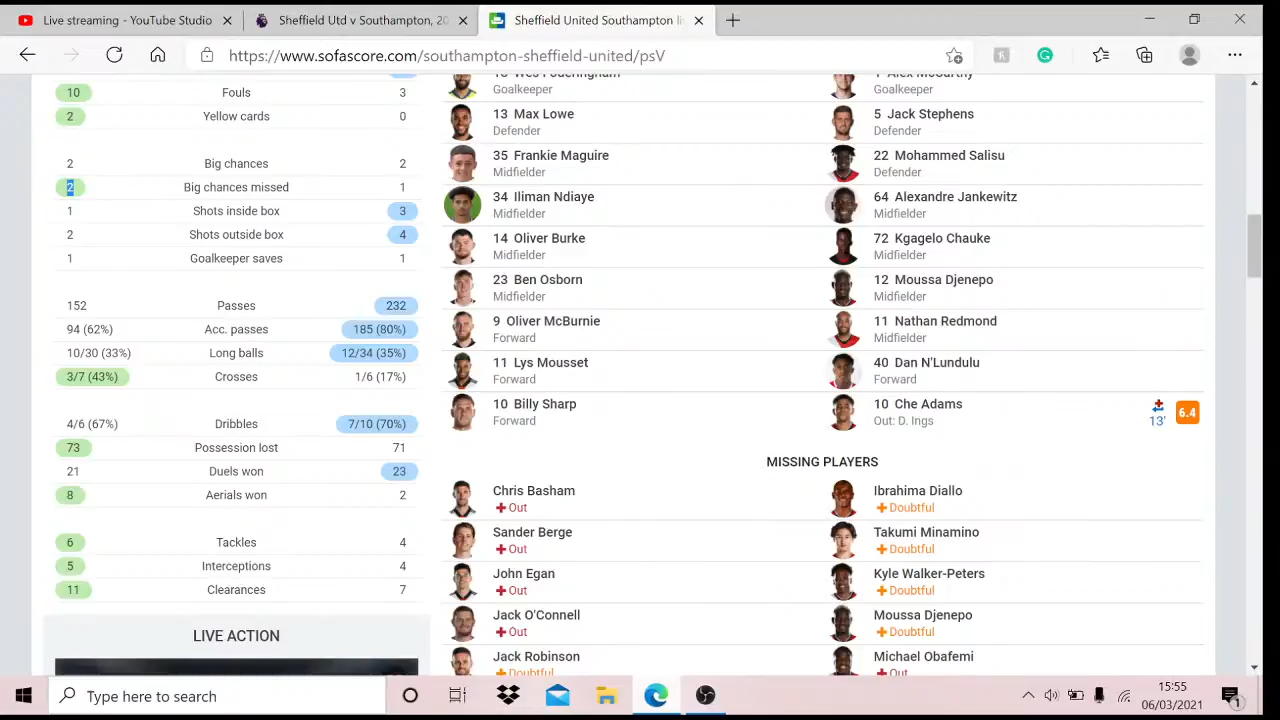 Live streaming - YouTube Studio
Sheffield Utd v Southampton, 20
Sheffield United Southampton li
https://www.sofascore.com/southampton-sheffield-united/psV
10 Fouls 3
2 Yellow cards 0
2 Big chances 2
2 Big chances missed 1
1 Shots inside box 3
2 Shots outside box 4
1 Goalkeeper saves 1
152 Passes 232
94 (62%) Acc. passes 185 (80%)
10/30 (33%) Long balls 12/34 (35%)
3/7 (43%) Crosses 1/6 (17%)
4/6 (67%) Dribbles 7/10 (70%)
73 Possession lost 71
21 Duels won 23
8 Aerials won 2
6 Tackles 4
5 Interceptions 4
11 Clearances 7
LIVE ACTION
18 Wes Foderingham
Goalkeeper
13 Max Lowe
Defender
35 Frankie Maguire
Midfielder
34 Iliman Ndiaye
Midfielder
14 Oliver Burke
Midfielder
23 Ben Osborn
Midfielder
9 Oliver McBurnie
Forward
11 Lys Mousset
Forward
10 Billy Sharp
Forward
1 Alex McCarthy
Goalkeeper
5 Jack Stephens
Defender
22 Mohammed Salisu
Defender
64 Alexandre Jankewitz
Midfielder
72 Kgagelo Chauke
Midfielder
12 Moussa Djenepo
Midfielder
11 Nathan Redmond
Midfielder
40 Dan N'Lundulu
Forward
10 Che Adams
Out: D. Ings
13'
6.4
MISSING PLAYERS
Chris Basham
Out
Sander Berge
Out
John Egan
Out
Jack O'Connell
Out
Jack Robinson
Doubtful
Ibrahima Diallo
Doubtful
Takumi Minamino
Doubtful
Kyle Walker-Peters
Doubtful
Moussa Djenepo
Doubtful
Michael Obafemi
Out
Type here to search
15:55
06/03/2021
1